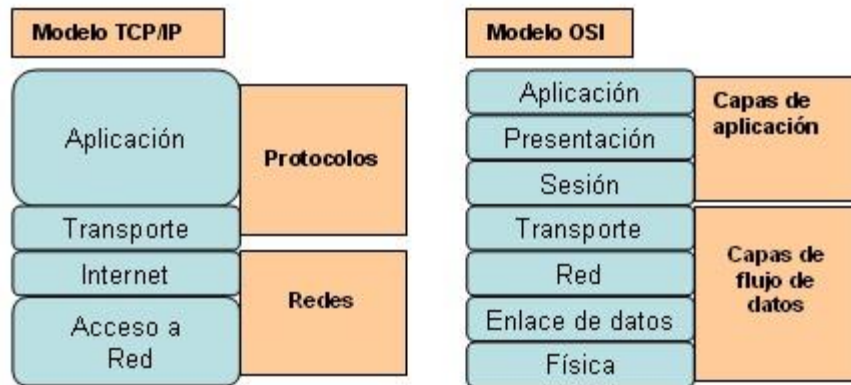 Modelo TCP/IP
Aplicación
Transporte
Internet
Acceso a
Red
Protocolos
Redes
Modelo OSI
Aplicación
Presentación
Sesión
Transporte
Red
Enlace de datos
Física
Capas de
aplicación
Capas de
flujo de
datos